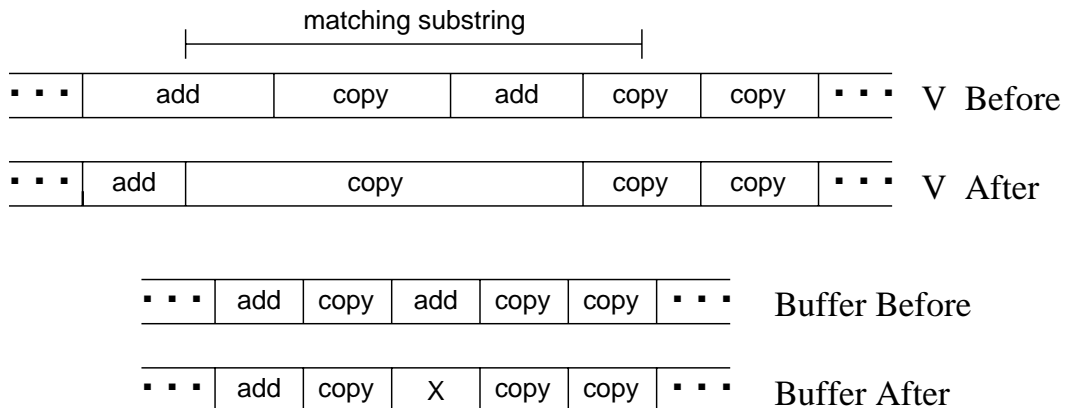 matching substring
▪ ▪ ▪ add copy add copy copy ▪ ▪ ▪ V Before
▪ ▪ ▪ add copy copy copy ▪ ▪ ▪ V After
▪ ▪ ▪ add copy add copy copy ▪ ▪ ▪ Buffer Before
▪ ▪ ▪ add copy X copy copy ▪ ▪ ▪ Buffer After